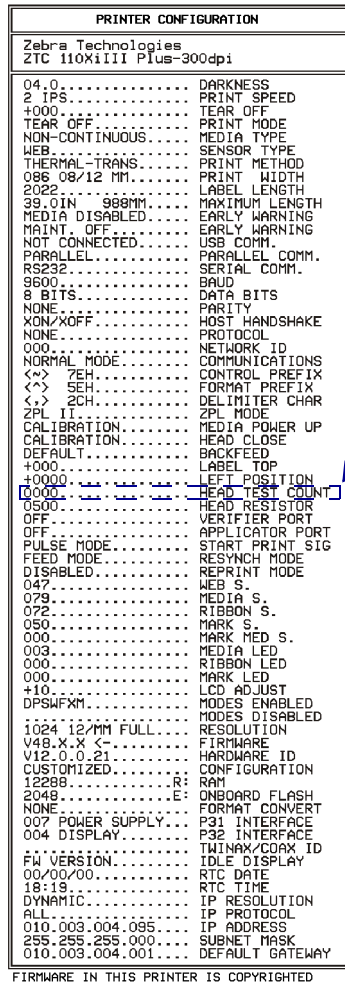 PRINTER CONFIGURATION
Zebra Technologies
ZTC 110XiIII Plus-300dpi
04.0............... DARKNESS
2 IPS.............. PRINT SPEED
+000............... TEAR OFF
TEAR OFF........... PRINT MODE
NON-CONTINUOUS..... MEDIA TYPE
WEB................ SENSOR TYPE
THERMAL-TRANS...... PRINT METHOD
086 08/12 MM....... PRINT WIDTH
2022............... LABEL LENGTH
39.0IN 988MM..... MAXIMUM LENGTH
MEDIA DISABLED..... EARLY WARNING
MAINT. OFF......... EARLY WARNING
NOT CONNECTED...... USB COMM.
PARALLEL........... PARALLEL COMM.
RS232.............. SERIAL COMM.
9600............... BAUD
8 BITS............. DATA BITS
NONE............... PARITY
XON/XOFF........... HOST HANDSHAKE
NONE............... PROTOCOL
000................ NETWORK ID
NORMAL MODE........ COMMUNICATIONS
<~> 7EH........... CONTROL PREFIX
<^> 5EH........... FORMAT PREFIX
<,> 2CH........... DELIMITER CHAR
ZPL II............. ZPL MODE
CALIBRATION........ MEDIA POWER UP
CALIBRATION........ HEAD CLOSE
DEFAULT............ BACKFEED
+000............... LABEL TOP
+0000.............. LEFT POSITION
0000............... HEAD TEST COUNT
0500............... HEAD RESISTOR
OFF................ VERIFIER PORT
OFF................ APPLICATOR PORT
PULSE MODE......... START PRINT SIG
FEED MODE.......... RESYNCH MODE
DISABLED........... REPRINT MODE
047................ WEB S.
079................ MEDIA S.
072................ RIBBON S.
050................ MARK S.
000................ MARK MED S.
003................ MEDIA LED
000................ RIBBON LED
000................ MARK LED
+10................ LCD ADJUST
DPSWFXM............ MODES ENABLED
................... MODES DISABLED
1024 12/MM FULL.... RESOLUTION
V48.X.X <-......... FIRMWARE
V12.0.0.21......... HARDWARE ID
CUSTOMIZED......... CONFIGURATION
12288............R: RAM
2048.............E: ONBOARD FLASH
NONE............... FORMAT CONVERT
007 POWER SUPPLY... P31 INTERFACE
004 DISPLAY........ P32 INTERFACE
................... TWINAX/COAX ID
FW VERSION......... IDLE DISPLAY
00/00/00........... RTC DATE
18:19.............. RTC TIME
DYNAMIC............ IP RESOLUTION
ALL................ IP PROTOCOL
010.003.004.095.... IP ADDRESS
255.255.255.000.... SUBNET MASK
010.003.004.001.... DEFAULT GATEWAY
FIRMWARE IN THIS PRINTER IS COPYRIGHTED